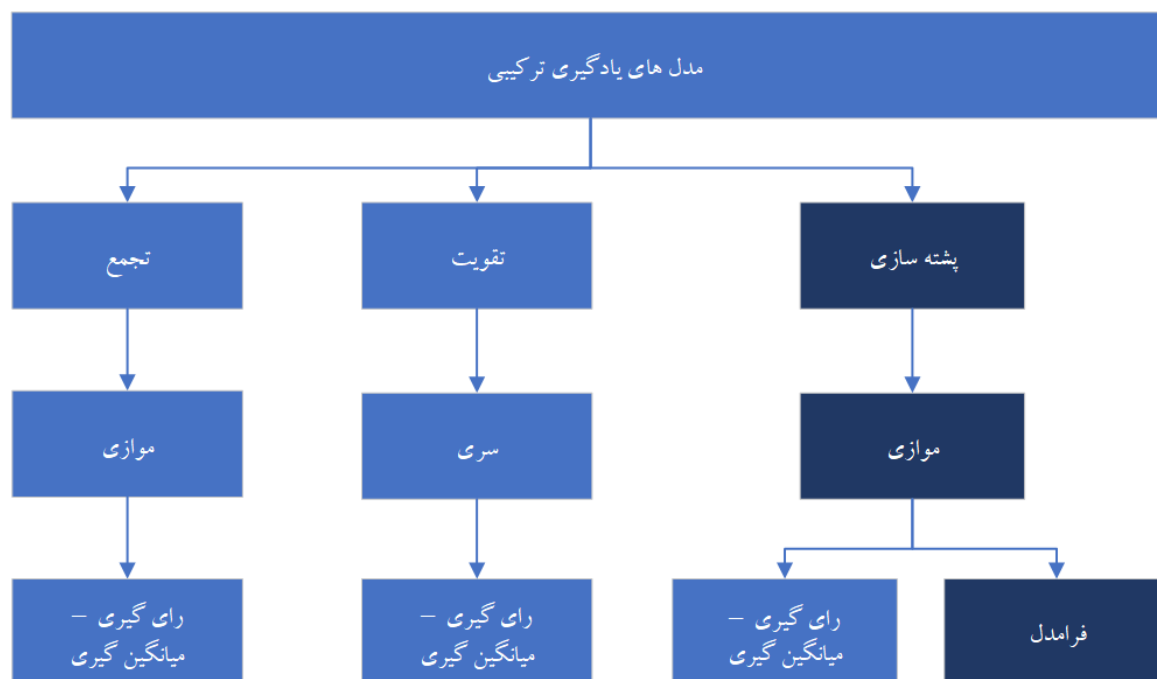 مدل های یادگیری ترکیبی
پشته سازی
تقویت
تجمع
موازی
سری
موازی
فرامدل
رای گیری –
میانگین گیری
رای گیری –
میانگین گیری
رای گیری –
میانگین گیری